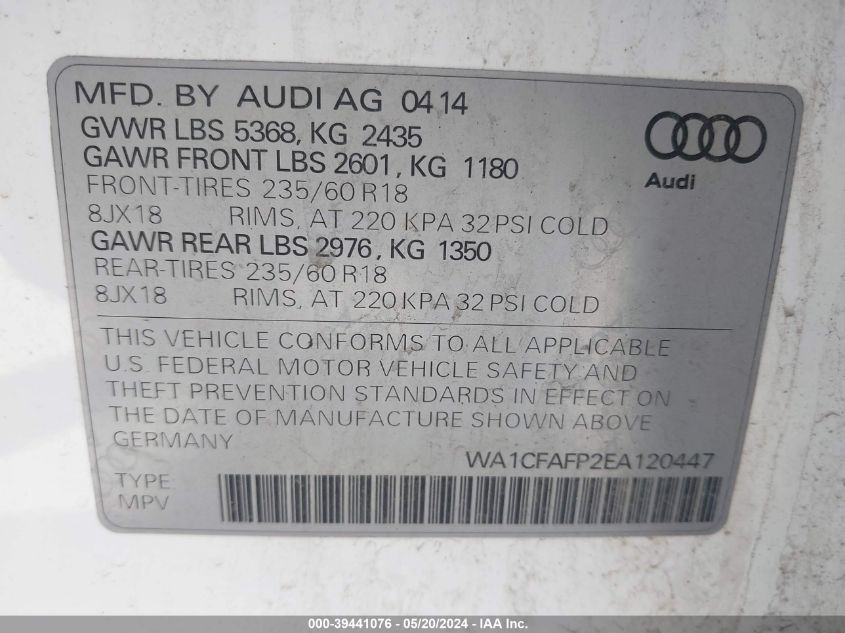 MFD. BY AUDI AG 04 14
GVWR LBS 5368, KG 2435
GAWR FRONT LBS 2601, KG 1180
FRONT-TIRES 235/60 R18
8JX18 RIMS, AT 220 KPA 32 PSI COLD
GAWR REAR LBS 2976, KG 1350
REAR-TIRES 235/60 R18
8JX18 RIMS, AT 220 KPA 32 PSI COLD
Audi
THIS VEHICLE CONFORMS TO ALL APPLICABLE
U.S. FEDERAL MOTOR VEHICLE SAFETY AND
THEFT PREVENTION STANDARDS IN EFFECT ON
THE DATE OF MANUFACTURE SHOWN ABOVE
GERMANY
WA1CFAFP2EA120447
TYPE:
MPV
000-39441076 - 05/20/2024 - IAA Inc.